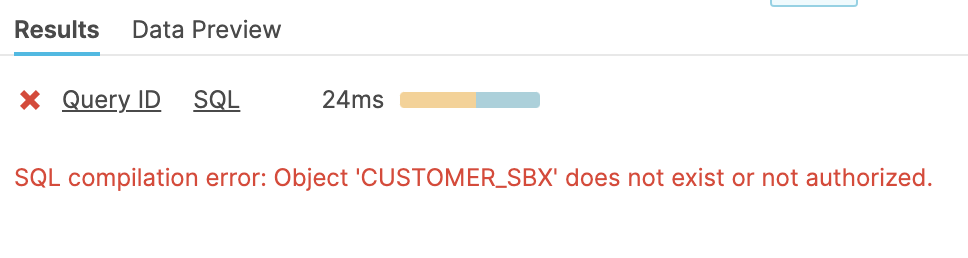 Results Data Preview
Query ID SQL 24ms
SQL compilation error: Object 'CUSTOMER_SBX' does not exist or not authorized.